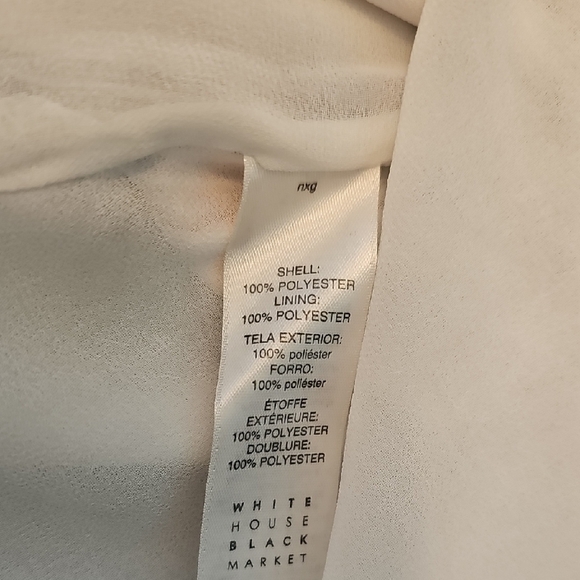 nxg
SHELL:
100% POLYESTER
LINING:
100% POLYESTER
TELA EXTERIOR:
100% poliéster
FORRO:
100% poliéster
ÉTOFFE
EXTÉRIEURE:
100% POLYESTER
DOUBLURE:
100% POLYESTER
WHITE
HOUSE
BLACK
MARKET